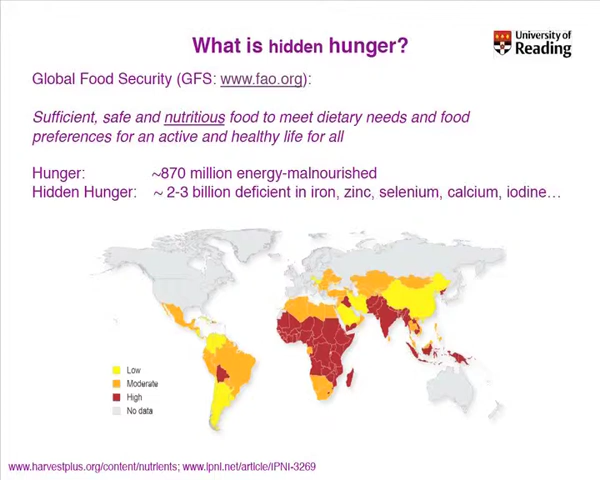 What is hidden hunger?
University of
Reading
Global Food Security (GFS: www.fao.org):
Sufficient, safe and nutritious food to meet dietary needs and food
preferences for an active and healthy life for all
Hunger: ~870 million energy-malnourished
Hidden Hunger: ~ 2-3 billion deficient in iron, zinc, selenium, calcium, iodine…
Low
Moderate
High
No data
www.harvestplus.org/content/nutrients; www.ipni.net/article/IPNI-3269